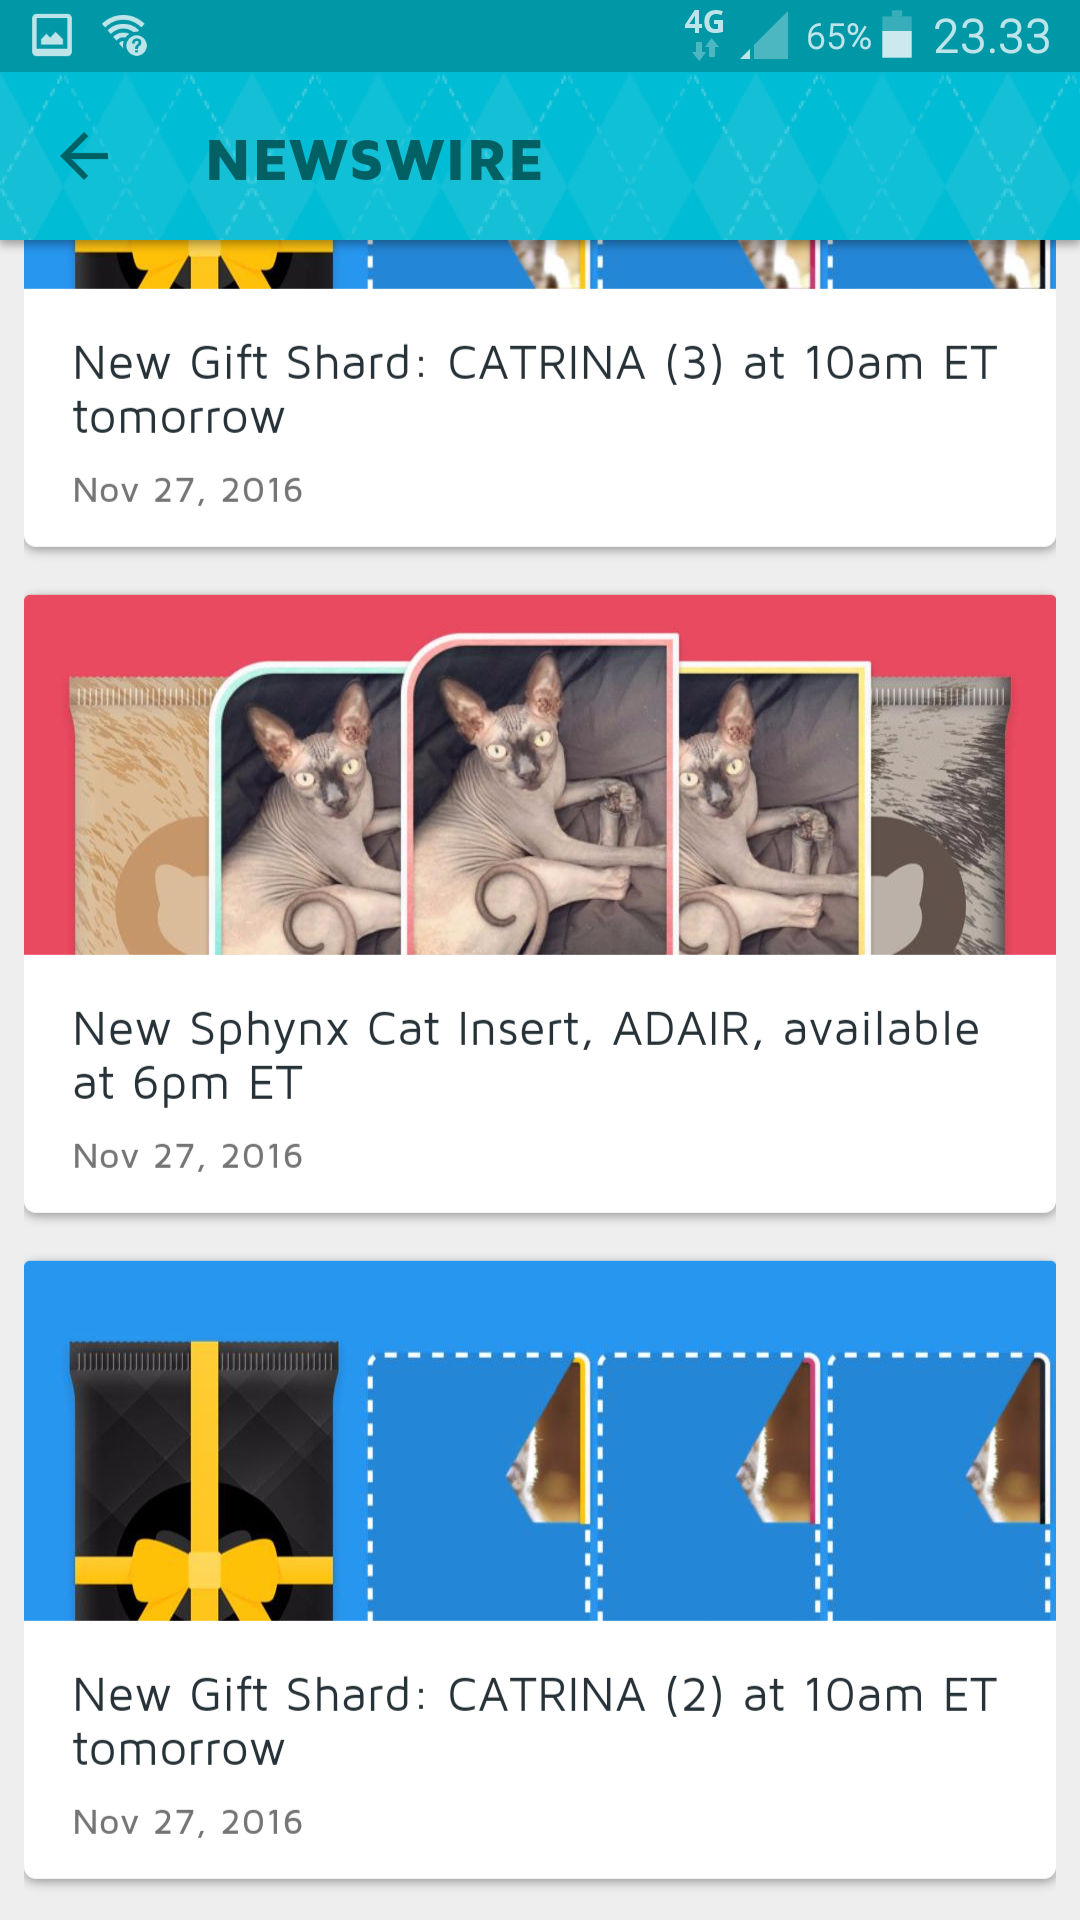 4G 65% 23.33
NEWSWIRE
New Gift Shard: CATRINA (3) at 10am ET
tomorrow
Nov 27, 2016
New Sphynx Cat Insert, ADAIR, available
at 6pm ET
Nov 27, 2016
New Gift Shard: CATRINA (2) at 10am ET
tomorrow
Nov 27, 2016